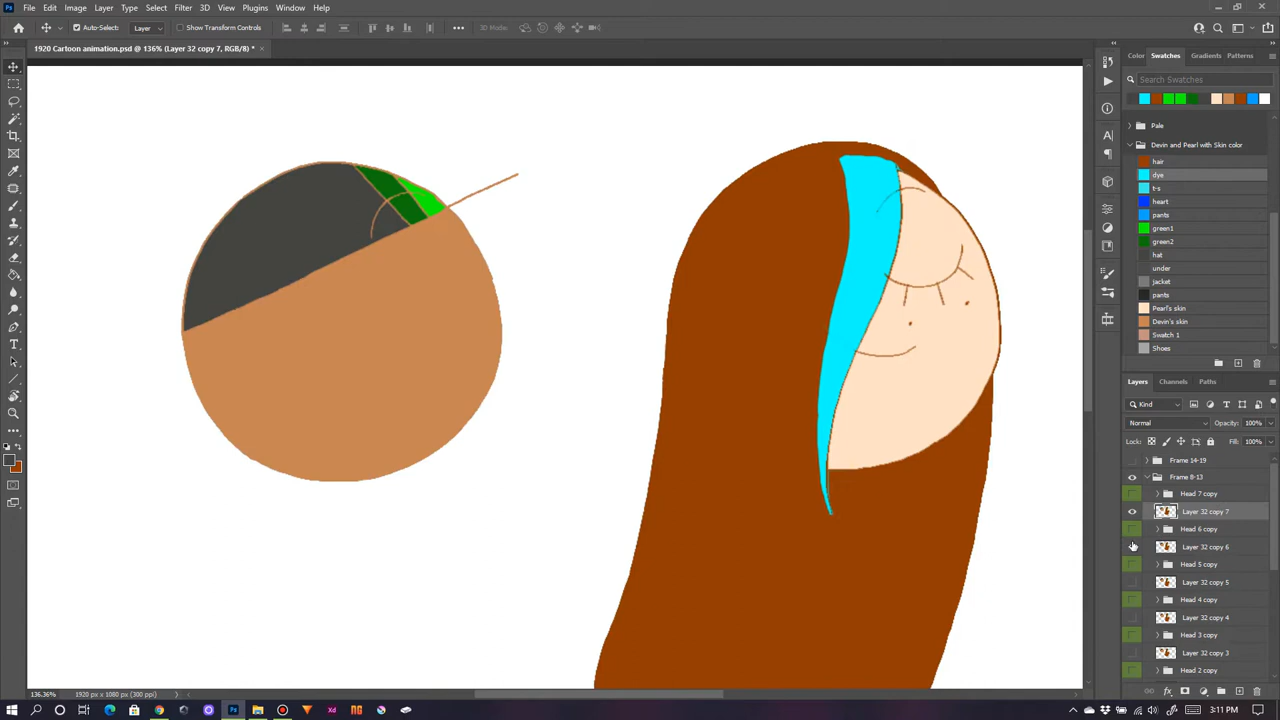 File Edit Image Layer Type Select Filter 3D View Plugins Window Help
Auto-Select: Layer Show Transform Controls 3D Mode:
1920 Cartoon animation.psd @ 136% (Layer 32 copy 7, RGB/8) *
Color Swatches Gradients Patterns
Search Swatches
Pale
Devin and Pearl with Skin color
hair
dye
t-s
heart
pants
green1
green2
hat
under
jacket
pants
Pearl's skin
Devin's skin
Swatch 1
Shoes
Layers Channels Paths
Kind
Normal Opacity: 100%
Lock: Fill: 100%
Frame 14-19
Frame 8-13
Head 7 copy
Layer 32 copy 7
Head 6 copy
Layer 32 copy 6
Head 5 copy
Layer 32 copy 5
Head 4 copy
Layer 32 copy 4
Head 3 copy
Layer 32 copy 3
Head 2 copy
136.36% 1920 px x 1080 px (300 ppi)
3:11 PM